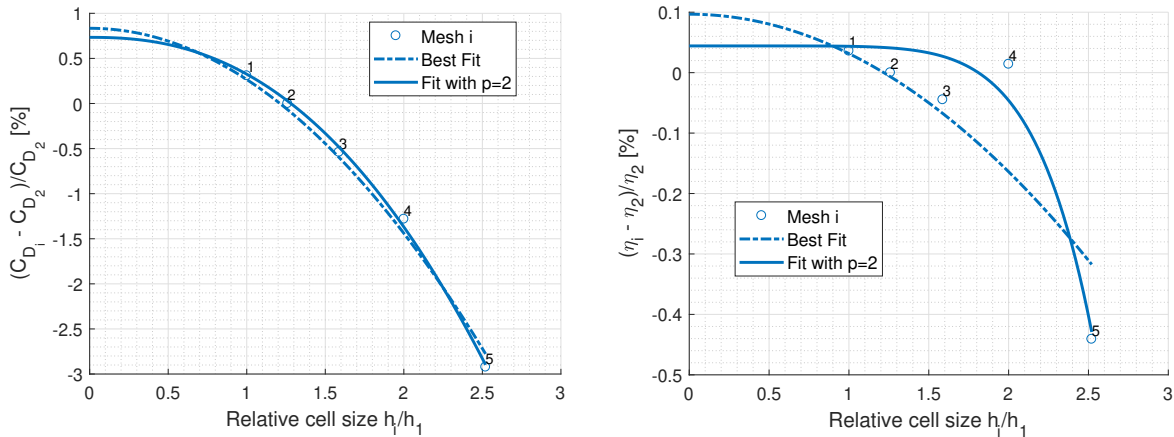 1
0.5
0
-0.5
-1
-1.5
-2
-2.5
-3
(C_{D_i} - C_{D_2})/C_{D_2} [%]
0 0.5 1 1.5 2 2.5 3
Relative cell size h_i/h_1
Mesh i
Best Fit
Fit with p=2
1
2
3
4
5
0.1
0
-0.1
-0.2
-0.3
-0.4
-0.5
(η_i - η_2)/η_2 [%]
0 0.5 1 1.5 2 2.5 3
Relative cell size h_i/h_1
Mesh i
Best Fit
Fit with p=2
1
2
3
4
5